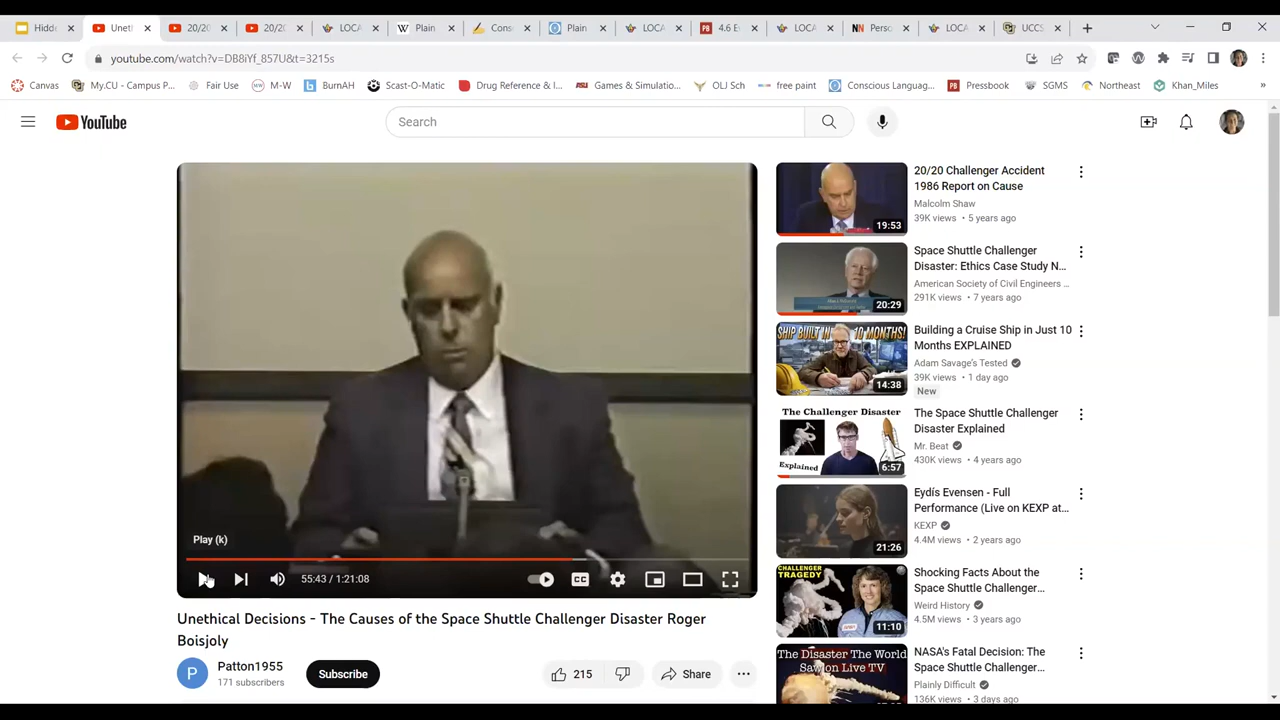 Hidde
Uneth
20/20
20/20
LOCA
Plain
Consc
Plain
LOCA
4.6 E
LOCA
Perso
LOCA
UCCS
youtube.com/watch?v=DB8iYf_857U&t=3215s
Canvas
My.CU - Campus P...
Fair Use
M-W
BurnAH
Scast-O-Matic
Drug Reference & I...
ASU Games & Simulatio...
OLJ Sch
free paint
Conscious Languag...
PB Pressbook
SGMS
Northeast
Khan_Miles
»
YouTube
Search
Play (k)
55:43 / 1:21:08
CC
Unethical Decisions - The Causes of the Space Shuttle Challenger Disaster Roger
Boisjoly
P
Patton1955
171 subscribers
Subscribe
215
Share
20/20 Challenger Accident
1986 Report on Cause
Malcolm Shaw
39K views • 5 years ago
19:53
Space Shuttle Challenger
Disaster: Ethics Case Study N...
American Society of Civil Engineers ...
291K views • 7 years ago
20:29
SHIP BUILT IN 10 MONTHS!
Building a Cruise Ship in Just 10
Months EXPLAINED
Adam Savage's Tested
39K views • 1 day ago
New
14:38
The Challenger Disaster
Explained
6:57
The Space Shuttle Challenger
Disaster Explained
Mr. Beat
430K views • 4 years ago
Eydís Evensen - Full
Performance (Live on KEXP at...
KEXP
4.4M views • 2 years ago
21:26
CHALLENGER
TRAGEDY
11:10
Shocking Facts About the
Space Shuttle Challenger...
Weird History
4.5M views • 3 years ago
The Disaster The World
Saw on Live TV
NASA's Fatal Decision: The
Space Shuttle Challenger...
Plainly Difficult
136K views • 3 days ago